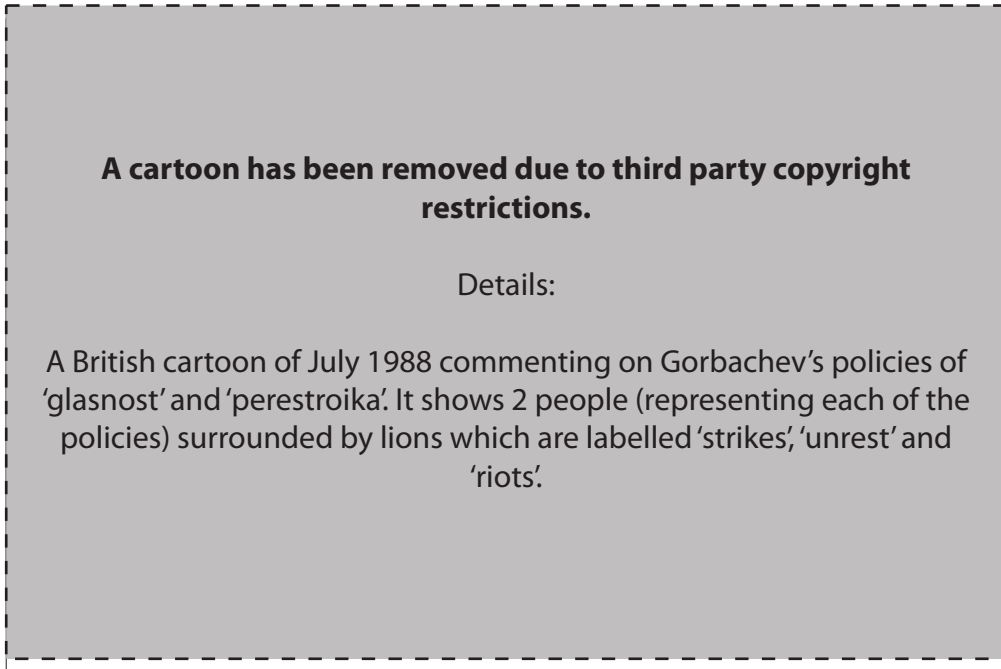 A cartoon has been removed due to third party copyright
restrictions.
Details:
A British cartoon of July 1988 commenting on Gorbachev’s policies of
‘glasnost’ and ‘perestroika’. It shows 2 people (representing each of the
policies) surrounded by lions which are labelled ‘strikes’, ‘unrest’ and
‘riots’.